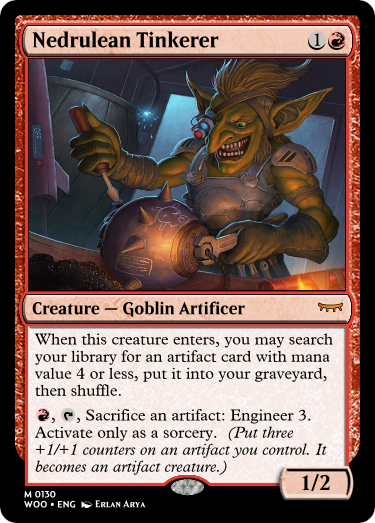 Nedrulean Tinkerer 1
Creature — Goblin Artificer
When this creature enters, you may search
your library for an artifact card with mana
value 4 or less, put it into your graveyard,
then shuffle.
, , Sacrifice an artifact: Engineer 3.
Activate only as a sorcery. (Put three
+1/+1 counters on an artifact you control. It
becomes an artifact creature.)
1/2
M 0130
WOO • ENG Erlan Arya